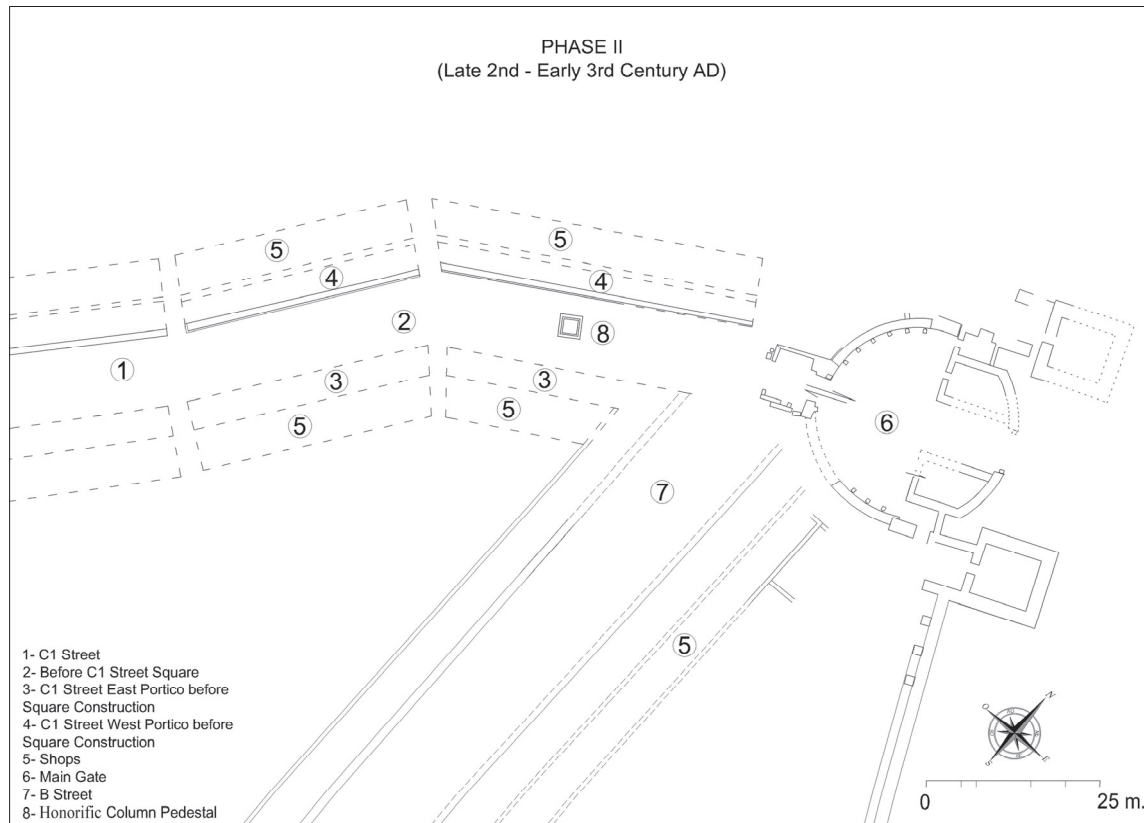 PHASE II
(Late 2nd - Early 3rd Century AD)
5
5
4
4
2
8
1
3
3
5
5
6
7
5
1- C1 Street
2- Before C1 Street Square
3- C1 Street East Portico before
Square Construction
4- C1 Street West Portico before
Square Construction
5- Shops
6- Main Gate
7- B Street
8- Honorific Column Pedestal
O
N
S
E
0
25 m.